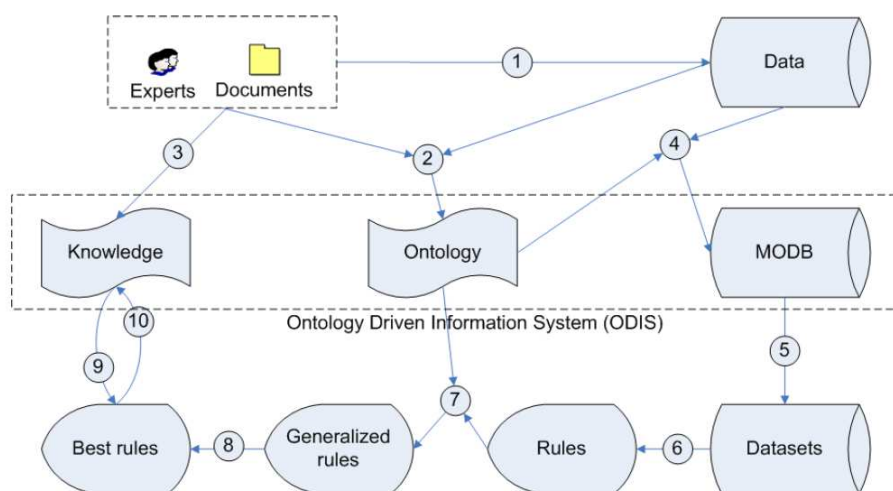 1
Data
Experts
Documents
3
2
4
Knowledge
Ontology
MODB
10
Ontology Driven Information System (ODIS)
9
5
7
Best rules
8
Generalized
rules
Rules
6
Datasets